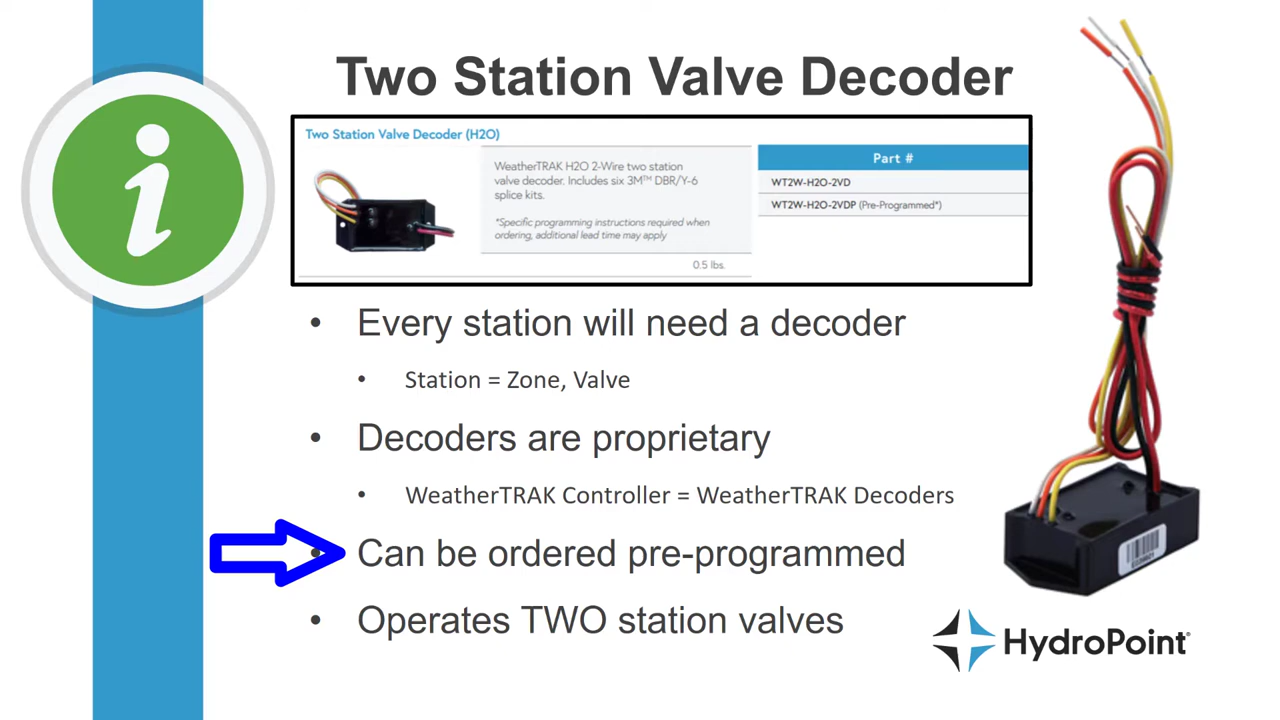 Two Station Valve Decoder
Two Station Valve Decoder (H2O)
WeatherTRAK H2O 2-Wire two station
valve decoder. Includes six 3M™ DBR/Y-6
splice kits.
*Specific programming instructions required when
ordering, additional lead time may apply
0.5 lbs.
Part #
WT2W-H2O-2VD
WT2W-H2O-2VDP (Pre-Programmed*)
• Every station will need a decoder
• Station = Zone, Valve
• Decoders are proprietary
• WeatherTRAK Controller = WeatherTRAK Decoders
• Can be ordered pre-programmed
• Operates TWO station valves
HydroPoint®